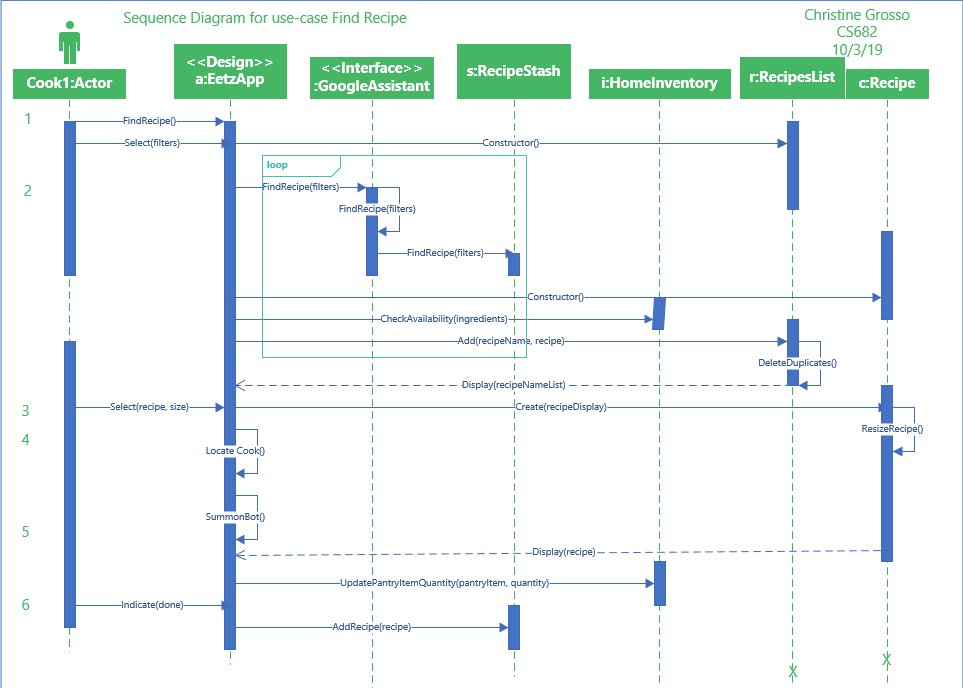 Sequence Diagram for use-case Find Recipe
Christine Grosso
CS682
10/3/19
Cook1:Actor
<<Design>>
a:EetzApp
<<Interface>>
:GoogleAssistant
s:RecipeStash
i:HomeInventory
r:RecipesList
c:Recipe
1
FindRecipe()
Select(filters)
Constructor()
loop
2
FindRecipe(filters)
FindRecipe(filters)
FindRecipe(filters)
Constructor()
CheckAvailability(ingredients)
Add(recipeName, recipe)
DeleteDuplicates()
Display(recipeNameList)
3
Select(recipe, size)
Create(recipeDisplay)
4
ResizeRecipe()
Locate Cook()
SummonBot()
5
Display(recipe)
UpdatePantryItemQuantity(pantryItem, quantity)
6
Indicate(done)
AddRecipe(recipe)
X
X